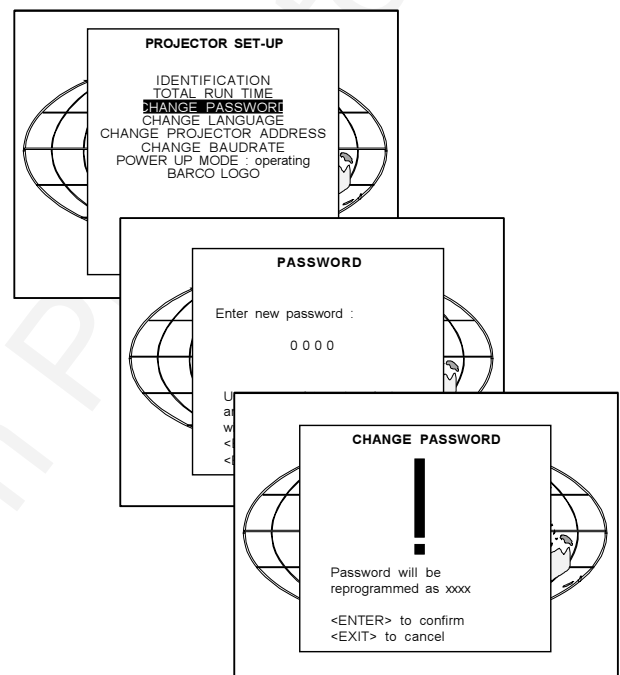 PROJECTOR SET-UP
IDENTIFICATION
TOTAL RUN TIME
CHANGE PASSWORD
CHANGE LANGUAGE
CHANGE PROJECTOR ADDRESS
CHANGE BAUDRATE
POWER UP MODE : operating
BARCO LOGO
PASSWORD
Enter new password :
0 0 0 0
CHANGE PASSWORD
!
Password will be
reprogrammed as xxxx
<ENTER> to confirm
<EXIT> to cancel